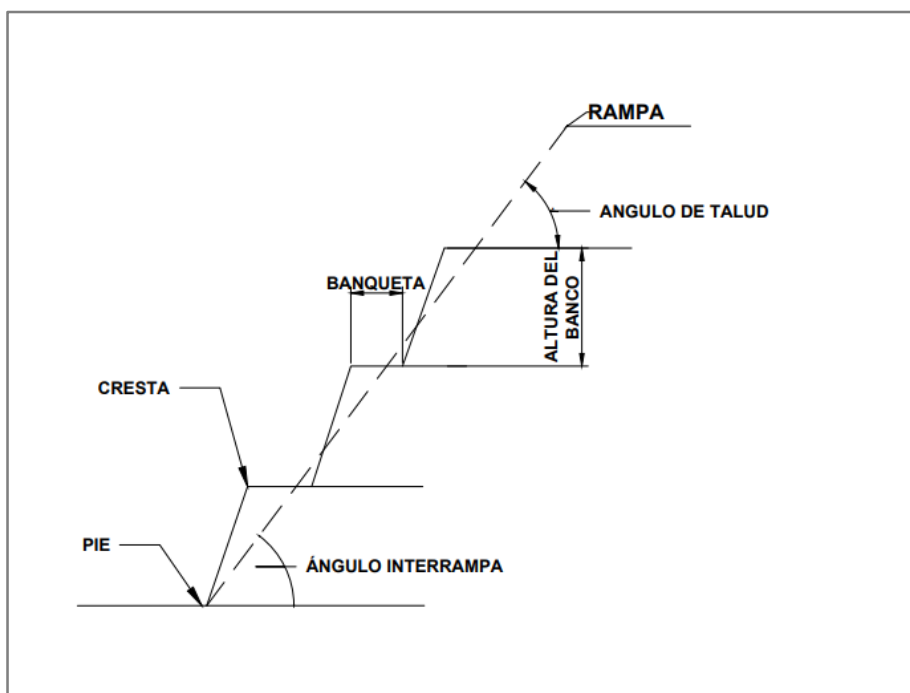 RAMPA
ANGULO DE TALUD
BANQUETA
ALTURA DEL
BANCO
CRESTA
PIE
ÁNGULO INTERRAMPA